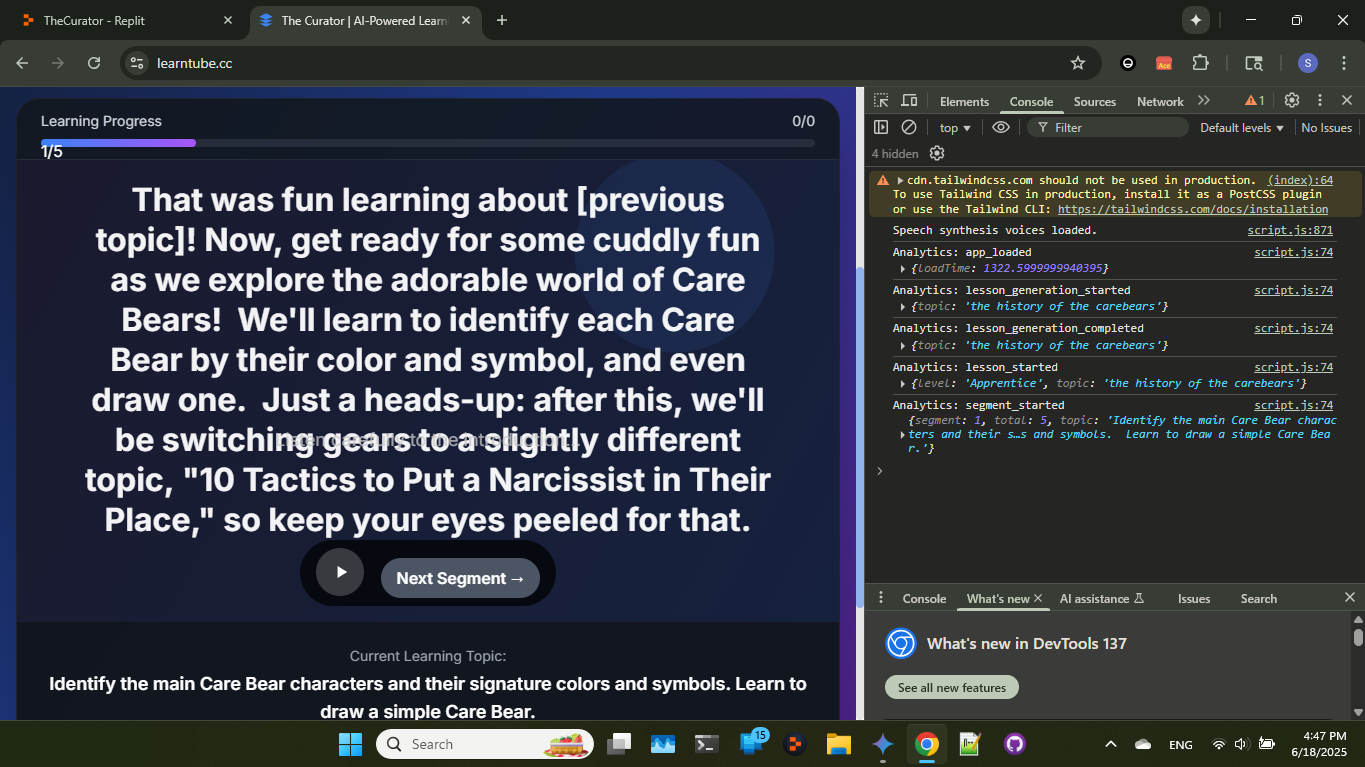 TheCurator - Replit
The Curator | AI-Powered Learn
learntube.cc
Ace
S
Learning Progress
0/0
1/5
That was fun learning about [previous
topic]! Now, get ready for some cuddly fun
as we explore the adorable world of Care
Bears!  We'll learn to identify each Care
Bear by their color and symbol, and even
draw one.  Just a heads-up: after this, we'll
be switching gears to a slightly different
topic, "10 Tactics to Put a Narcissist in Their
Place," so keep your eyes peeled for that.
Listen carefully to the introduction...
Next Segment →
Current Learning Topic:
Identify the main Care Bear characters and their signature colors and symbols. Learn to
draw a simple Care Bear.
Elements
Console
Sources
Network
1
top
Filter
Default levels
No Issues
4 hidden
cdn.tailwindcss.com should not be used in production. (index):64
To use Tailwind CSS in production, install it as a PostCSS plugin
or use the Tailwind CLI: https://tailwindcss.com/docs/installation
Speech synthesis voices loaded. script.js:871
Analytics: app_loaded script.js:74
{loadTime: 1322.5999999940395}
Analytics: lesson_generation_started script.js:74
{topic: 'the history of the carebears'}
Analytics: lesson_generation_completed script.js:74
{topic: 'the history of the carebears'}
Analytics: lesson_started script.js:74
{level: 'Apprentice', topic: 'the history of the carebears'}
Analytics: segment_started script.js:74
{segment: 1, total: 5, topic: 'Identify the main Care Bear charac
ters and their s…s and symbols.  Learn to draw a simple Care Bea
r.'}
Console
What's new
AI assistance
Issues
Search
What's new in DevTools 137
See all new features
Search
15
ENG
4:47 PM
6/18/2025